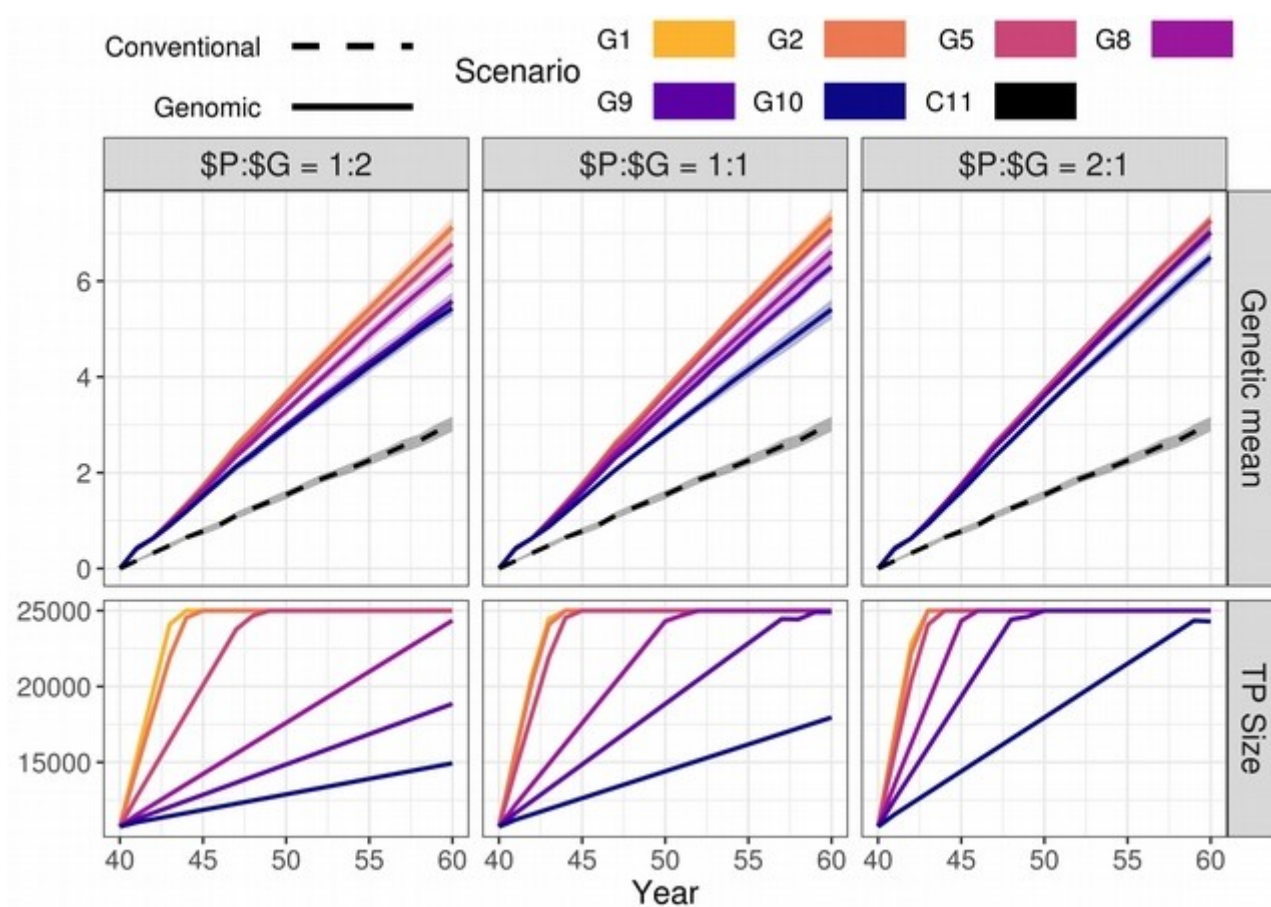 Conventional
Genomic
Scenario
G1 G2 G5 G8
G9 G10 C11
$P:$G = 1:2 $P:$G = 1:1 $P:$G = 2:1
6
4
2
0
Genetic mean
25000
20000
15000
TP Size
40 45 50 55 60 40 45 50 55 60 40 45 50 55 60
Year